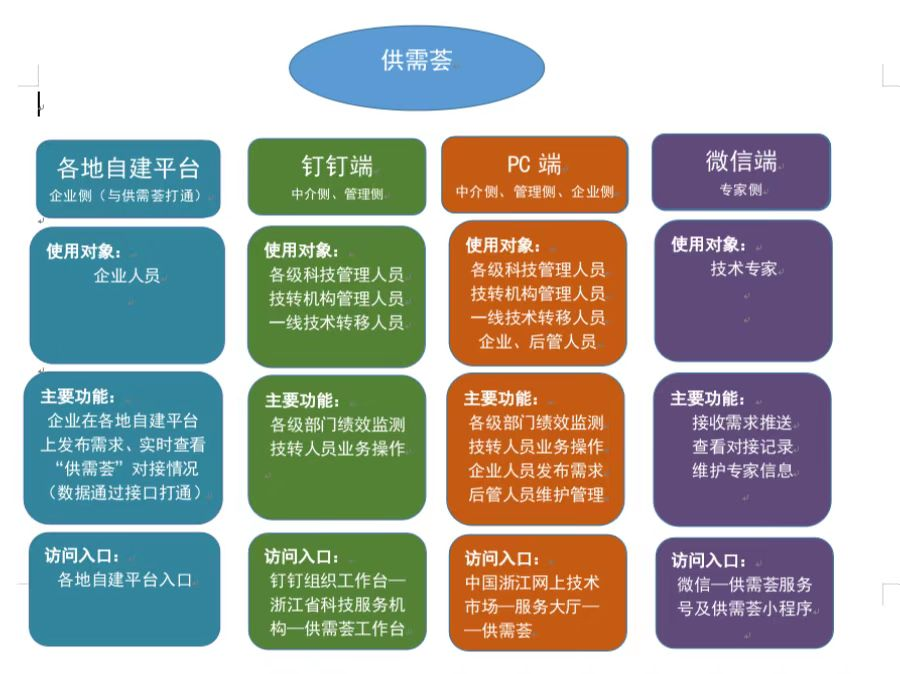 供需荟
各地自建平台
企业侧（与供需荟打通）
使用对象：
企业人员
主要功能：
企业在各地自建平台
上发布需求、实时查看
“供需荟”对接情况
（数据通过接口打通）
访问入口：
各地自建平台入口
钉钉端
中介侧、管理侧
使用对象：
各级科技管理人员
技转机构管理人员
一线技术转移人员
主要功能：
各级部门绩效监测
技转人员业务操作
访问入口：
钉钉组织工作台—
浙江省科技服务机
构—供需荟工作台
PC 端
中介侧、管理侧、企业侧
使用对象：
各级科技管理人员
技转机构管理人员
一线技术转移人员
企业、后管人员
主要功能：
各级部门绩效监测
技转人员业务操作
企业人员发布需求
后管人员维护管理
访问入口：
中国浙江网上技术
市场—服务大厅—
—供需荟
微信端
专家侧
使用对象：
技术专家
主要功能：
接收需求推送
查看对接记录
维护专家信息
访问入口：
微信—供需荟服务
号及供需荟小程序